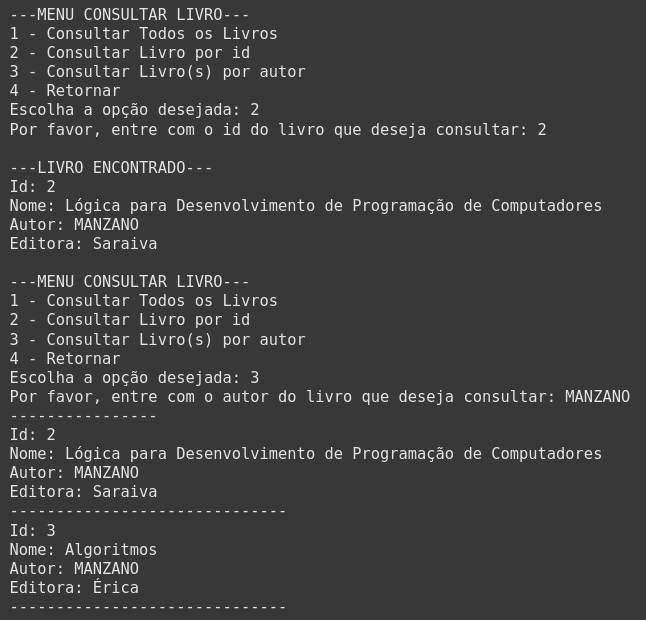 ---MENU CONSULTAR LIVRO---
1 - Consultar Todos os Livros
2 - Consultar Livro por id
3 - Consultar Livro(s) por autor
4 - Retornar
Escolha a opção desejada: 2
Por favor, entre com o id do livro que deseja consultar: 2

---LIVRO ENCONTRADO---
Id: 2
Nome: Lógica para Desenvolvimento de Programação de Computadores
Autor: MANZANO
Editora: Saraiva

---MENU CONSULTAR LIVRO---
1 - Consultar Todos os Livros
2 - Consultar Livro por id
3 - Consultar Livro(s) por autor
4 - Retornar
Escolha a opção desejada: 3
Por favor, entre com o autor do livro que deseja consultar: MANZANO
----------------
Id: 2
Nome: Lógica para Desenvolvimento de Programação de Computadores
Autor: MANZANO
Editora: Saraiva
------------------------------
Id: 3
Nome: Algoritmos
Autor: MANZANO
Editora: Érica
------------------------------